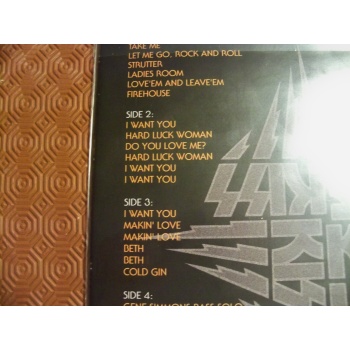 TAKE ME
LET ME GO, ROCK AND ROLL
STRUTTER
LADIES ROOM
LOVE'EM AND LEAVE'EM
FIREHOUSE
SIDE 2:
I WANT YOU
HARD LUCK WOMAN
DO YOU LOVE ME?
HARD LUCK WOMAN
I WANT YOU
I WANT YOU
SIDE 3:
I WANT YOU
MAKIN' LOVE
MAKIN' LOVE
BETH
BETH
COLD GIN
SIDE 4:
GENE SIMMONS BASS SOLO